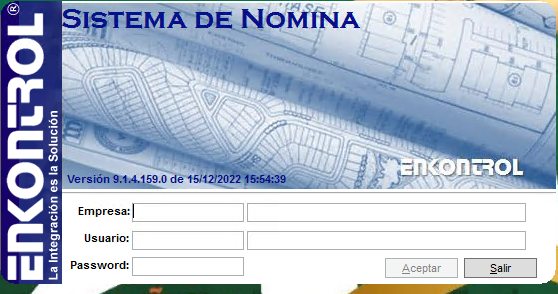 SISTEMA DE NOMINA
ENKONTROL®
La Integración es la Solución
ENKONTROL
Versión 9.1.4.159.0 de 15/12/2022 15:54:39
Empresa:
Usuario:
Password:
Aceptar
Salir